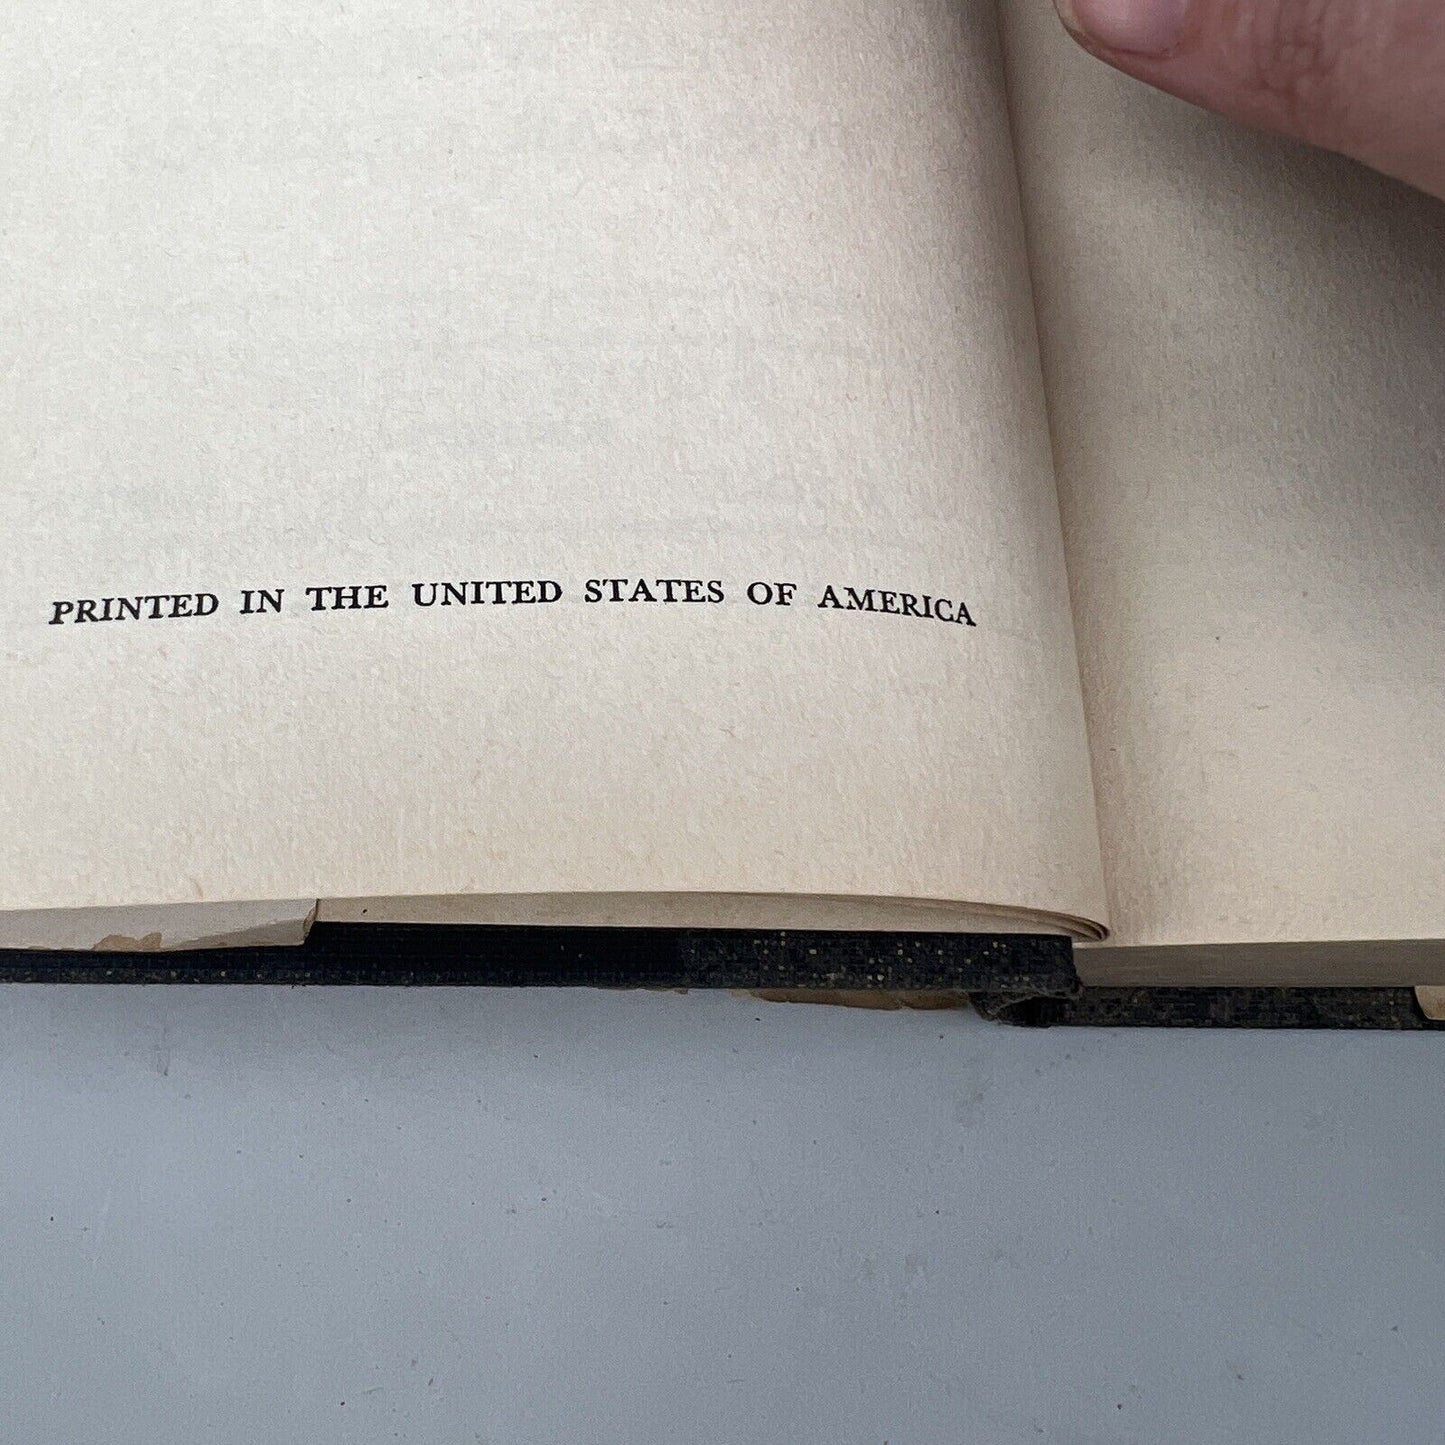 PRINTED IN THE UNITED STATES OF AMERICA